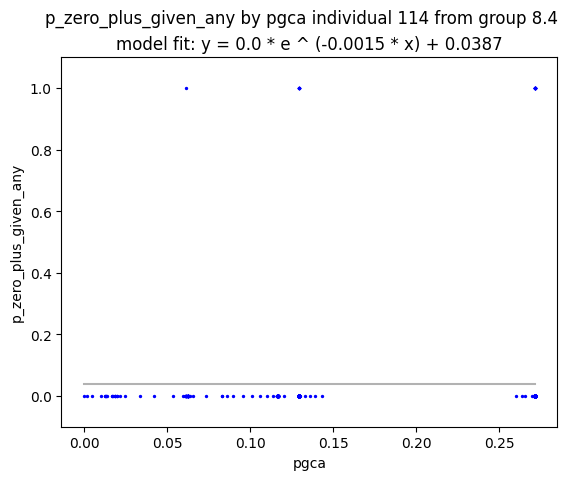 p_zero_plus_given_any by pgca individual 114 from group 8.4
model fit: y = 0.0 * e ^ (-0.0015 * x) + 0.0387
1.0
0.8
0.6
0.4
0.2
0.0
p_zero_plus_given_any
0.00 0.05 0.10 0.15 0.20 0.25
pgca